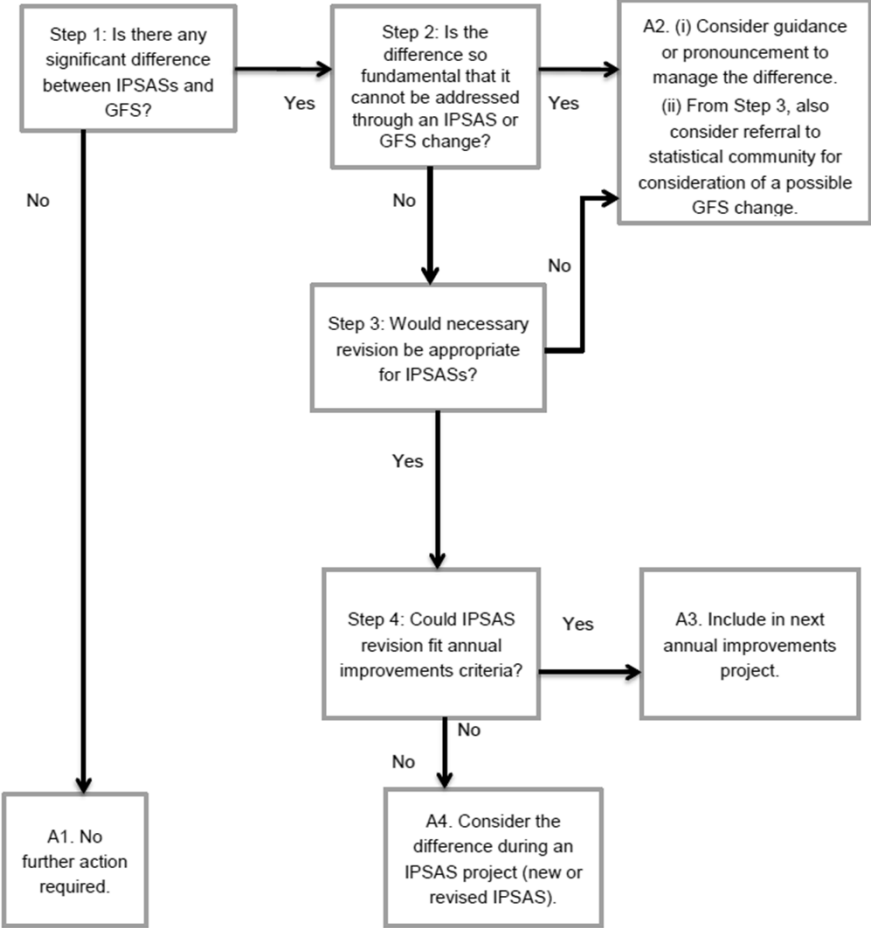 Step 1: Is there any
significant difference
between IPSASs and
GFS?
Yes
Step 2: Is the
difference so
fundamental that it
cannot be addressed
through an IPSAS or
GFS change?
Yes
A2. (i) Consider guidance
or pronouncement to
manage the difference.
(ii) From Step 3, also
consider referral to
statistical community for
consideration of a possible
GFS change.
No
No
No
Step 3: Would necessary
revision be appropriate
for IPSASs?
Yes
Step 4: Could IPSAS
revision fit annual
improvements criteria?
Yes
A3. Include in next
annual improvements
project.
No
No
A1. No
further action
required.
A4. Consider the
difference during an
IPSAS project (new or
revised IPSAS).